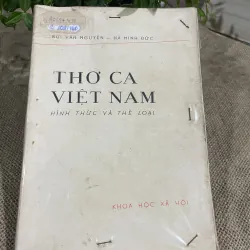 BÙI VĂN NGUYÊN - HÀ MINH ĐỨC
THƠ CA
VIỆT NAM
HÌNH THỨC VÀ THỂ LOẠI
KHOA HỌC XÃ HỘI